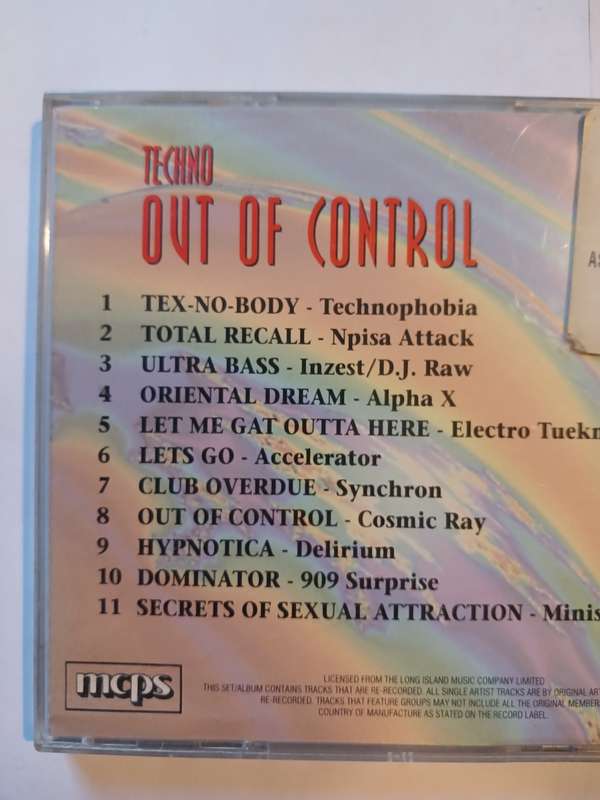 TECHNO
OUT OF CONTROL
1 TEX-NO-BODY - Technophobia
2 TOTAL RECALL - Npisa Attack
3 ULTRA BASS - Inzest/D.J. Raw
4 ORIENTAL DREAM - Alpha X
5 LET ME GAT OUTTA HERE - Electro
6 LETS GO - Accelerator
7 CLUB OVERDUE - Synchron
8 OUT OF CONTROL - Cosmic Ray
9 HYPNOTICA - Delirium
10 DOMINATOR - 909 Surprise
11 SECRETS OF SEXUAL ATTRACTION -
mcps
LICENSED FROM THE LONG ISLAND MUSIC COMPANY LIMITED
THIS SET/ALBUM CONTAINS TRACKS THAT ARE RE-RECORDED. ALL SINGLE ARTIST TRACKS ARE BY ORIGINAL
RE-RECORDED. TRACKS THAT FEATURE GROUPS MAY NOT INCLUDE ALL THE ORIGINAL
COUNTRY OF MANUFACTURE AS STATED ON THE RECORD LABEL.